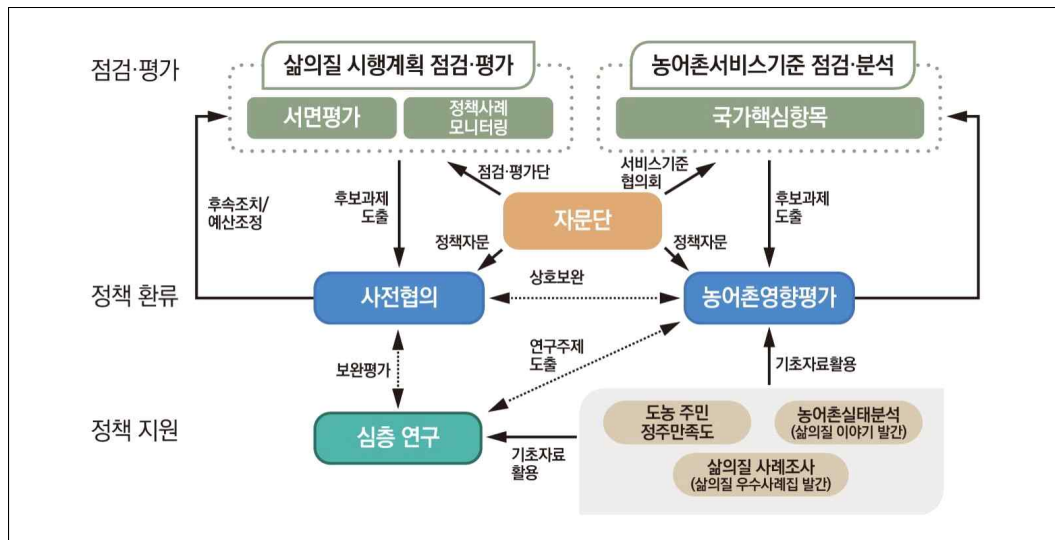 점검·평가
삶의질 시행계획 점검·평가
농어촌서비스기준 점검·분석
서면평가
정책사례
모니터링
국가핵심항목
점검·평가단
서비스기준
협의회
후속조치/
예산조정
후보과제
도출
자문단
후보과제
도출
정책자문
정책자문
정책 환류
사전협의
상호보완
농어촌영향평가
보완평가
연구주제
도출
기초자료활용
정책 지원
심층 연구
기초자료
활용
도농 주민
정주만족도
농어촌실태분석
(삶의질 이야기 발간)
삶의질 사례조사
(삶의질 우수사례집 발간)